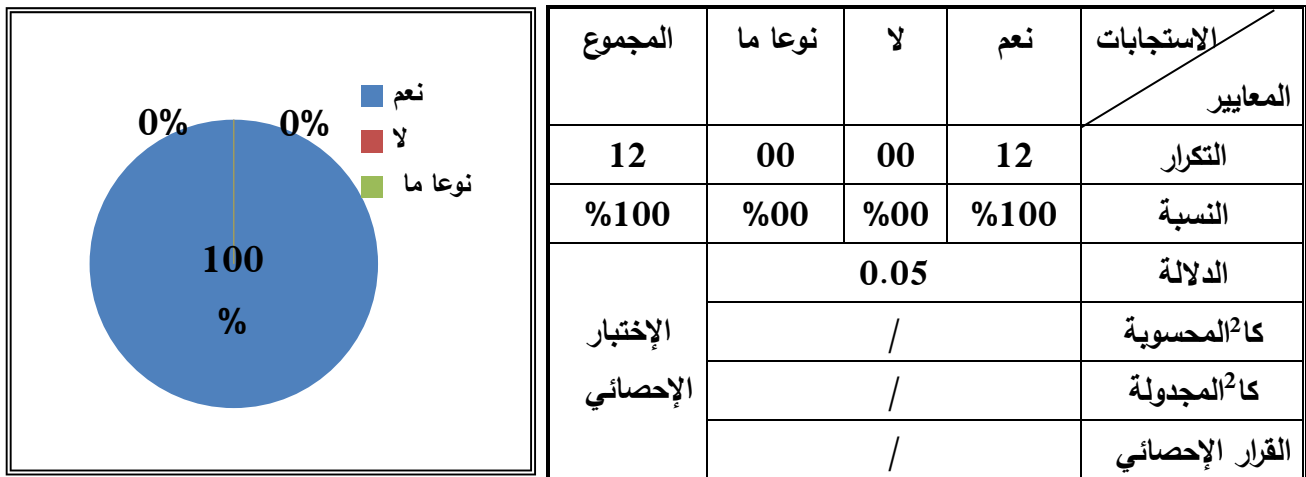 الاستجابات نعم لا نوعا ما المجموع
المعايير
التكرار 12 00 00 12
النسبة %100 %00 %00 %100
الدلالة 0.05
كا²المحسوبة /
كا²المجدولة /
القرار الإحصائي /
الإختبار
الإحصائي
نعم
لا
نوعا ما
0%
0%
100
%